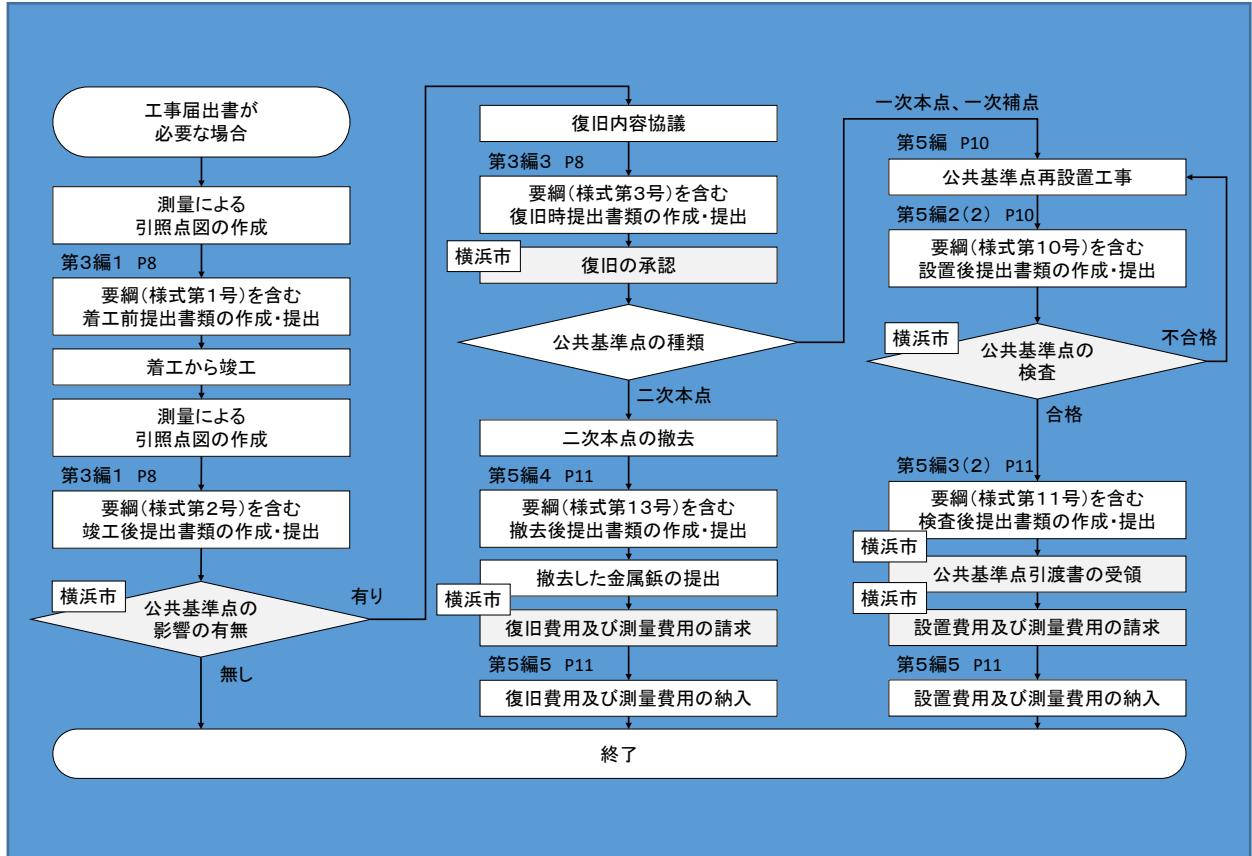 工事届出書が
必要な場合
測量による
引照点図の作成
第3編1 P8
要綱(様式第1号)を含む
着工前提出書類の作成・提出
着工から竣工
測量による
引照点図の作成
第3編1 P8
要綱(様式第2号)を含む
竣工後提出書類の作成・提出
横浜市
公共基準点の
影響の有無
有り
無し
復旧内容協議
第3編3 P8
要綱(様式第3号)を含む
復旧時提出書類の作成・提出
横浜市
復旧の承認
公共基準点の種類
二次本点
二次本点の撤去
第5編4 P11
要綱(様式第13号)を含む
撤去後提出書類の作成・提出
撤去した金属鋲の提出
横浜市
復旧費用及び測量費用の請求
第5編5 P11
復旧費用及び測量費用の納入
一次本点、一次補点
第5編 P10
公共基準点再設置工事
第5編2(2) P10
要綱(様式第10号)を含む
設置後提出書類の作成・提出
横浜市
公共基準点の
検査
不合格
合格
第5編3(2) P11
要綱(様式第11号)を含む
検査後提出書類の作成・提出
横浜市
公共基準点引渡書の受領
横浜市
設置費用及び測量費用の請求
第5編5 P11
設置費用及び測量費用の納入
終了